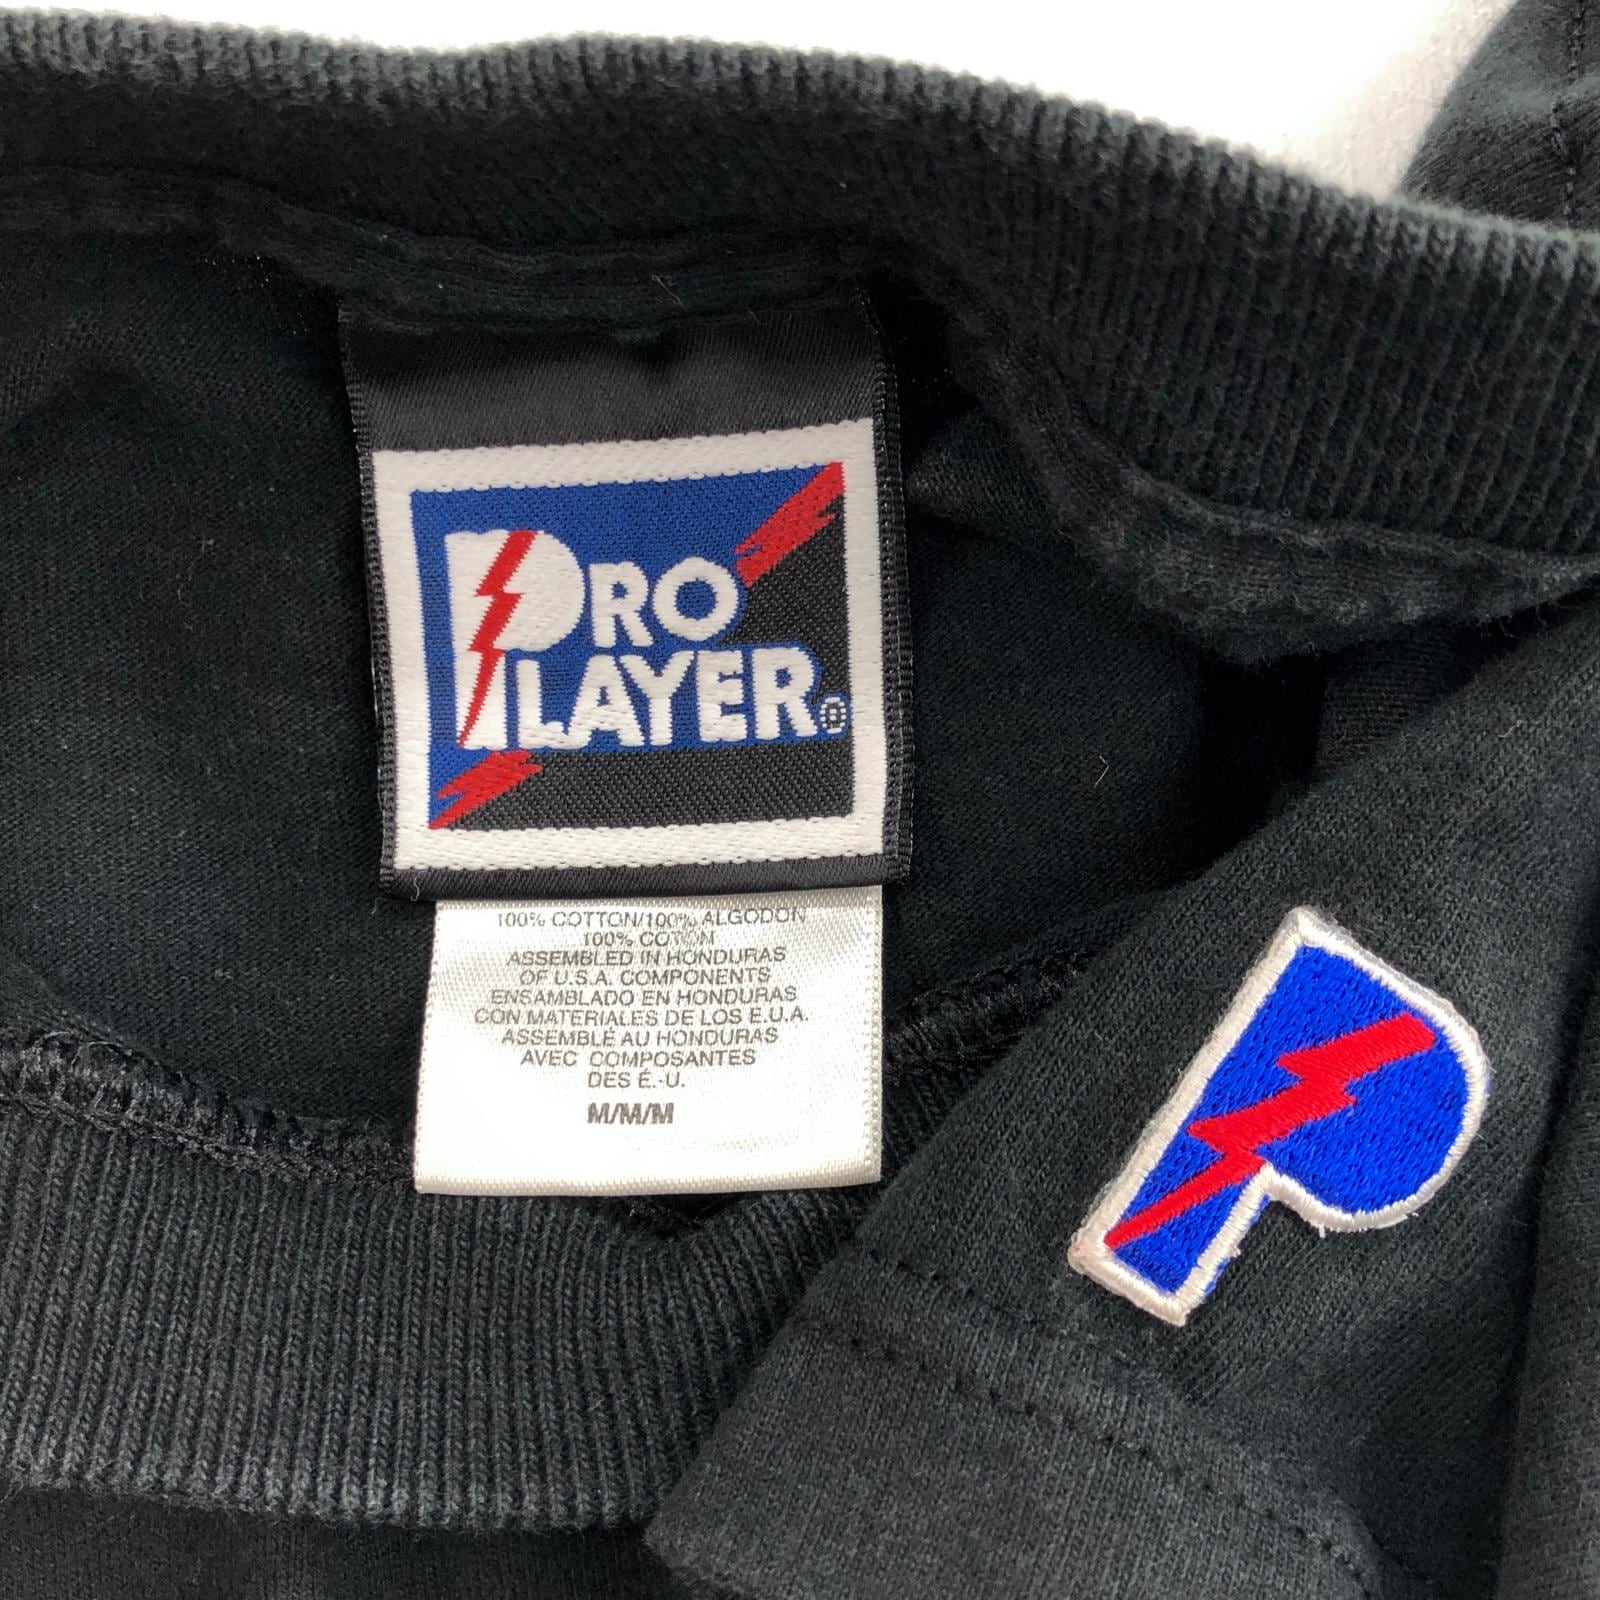 PRO
PLAYER®
100% COTTON/100% ALGODON
100% COTON
ASSEMBLED IN HONDURAS
OF U.S.A. COMPONENTS
ENSAMBLADO EN HONDURAS
CON MATERIALES DE LOS E.U.A.
ASSEMBLÉ AU HONDURAS
AVEC COMPOSANTES
DES É.-U.
M/M/M
P